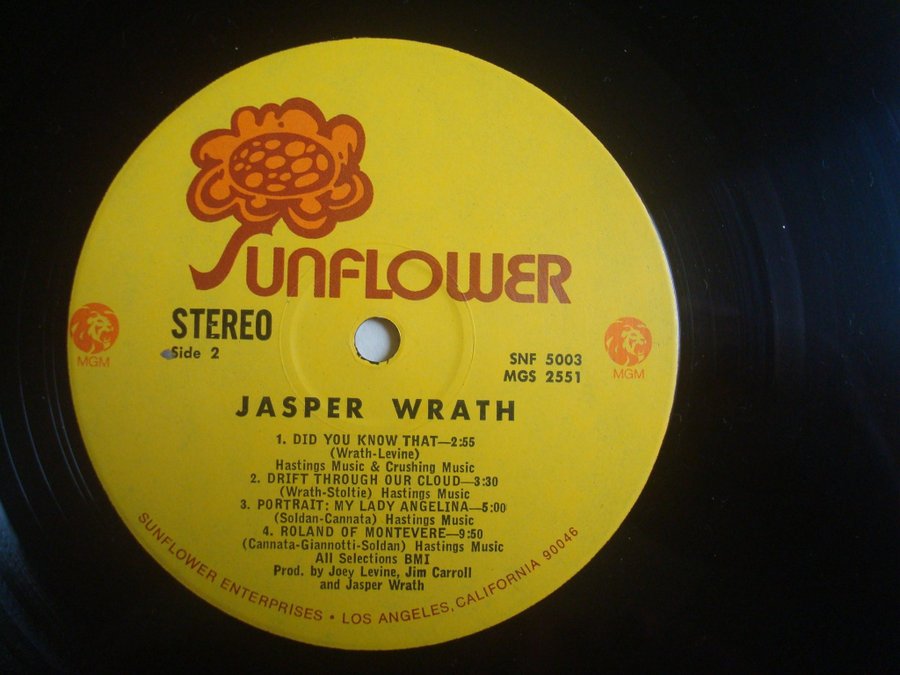 SUNFLOWER
STEREO
Side 2
MGM
SNF 5003
MGS 2551
MGM
JASPER WRATH
1. DID YOU KNOW THAT—2:55
(Wrath-Levine)
Hastings Music & Crushing Music
2. DRIFT THROUGH OUR CLOUD—3:30
(Wrath-Stoltie) Hastings Music
3. PORTRAIT: MY LADY ANGELINA—5:00
(Soldan-Cannata) Hastings Music
4. ROLAND OF MONTEVERE—9:50
(Cannata-Giannotti-Soldan) Hastings Music
All Selections BMI
Prod. by Joey Levine, Jim Carroll
and Jasper Wrath
SUNFLOWER ENTERPRISES • LOS ANGELES, CALIFORNIA 90046